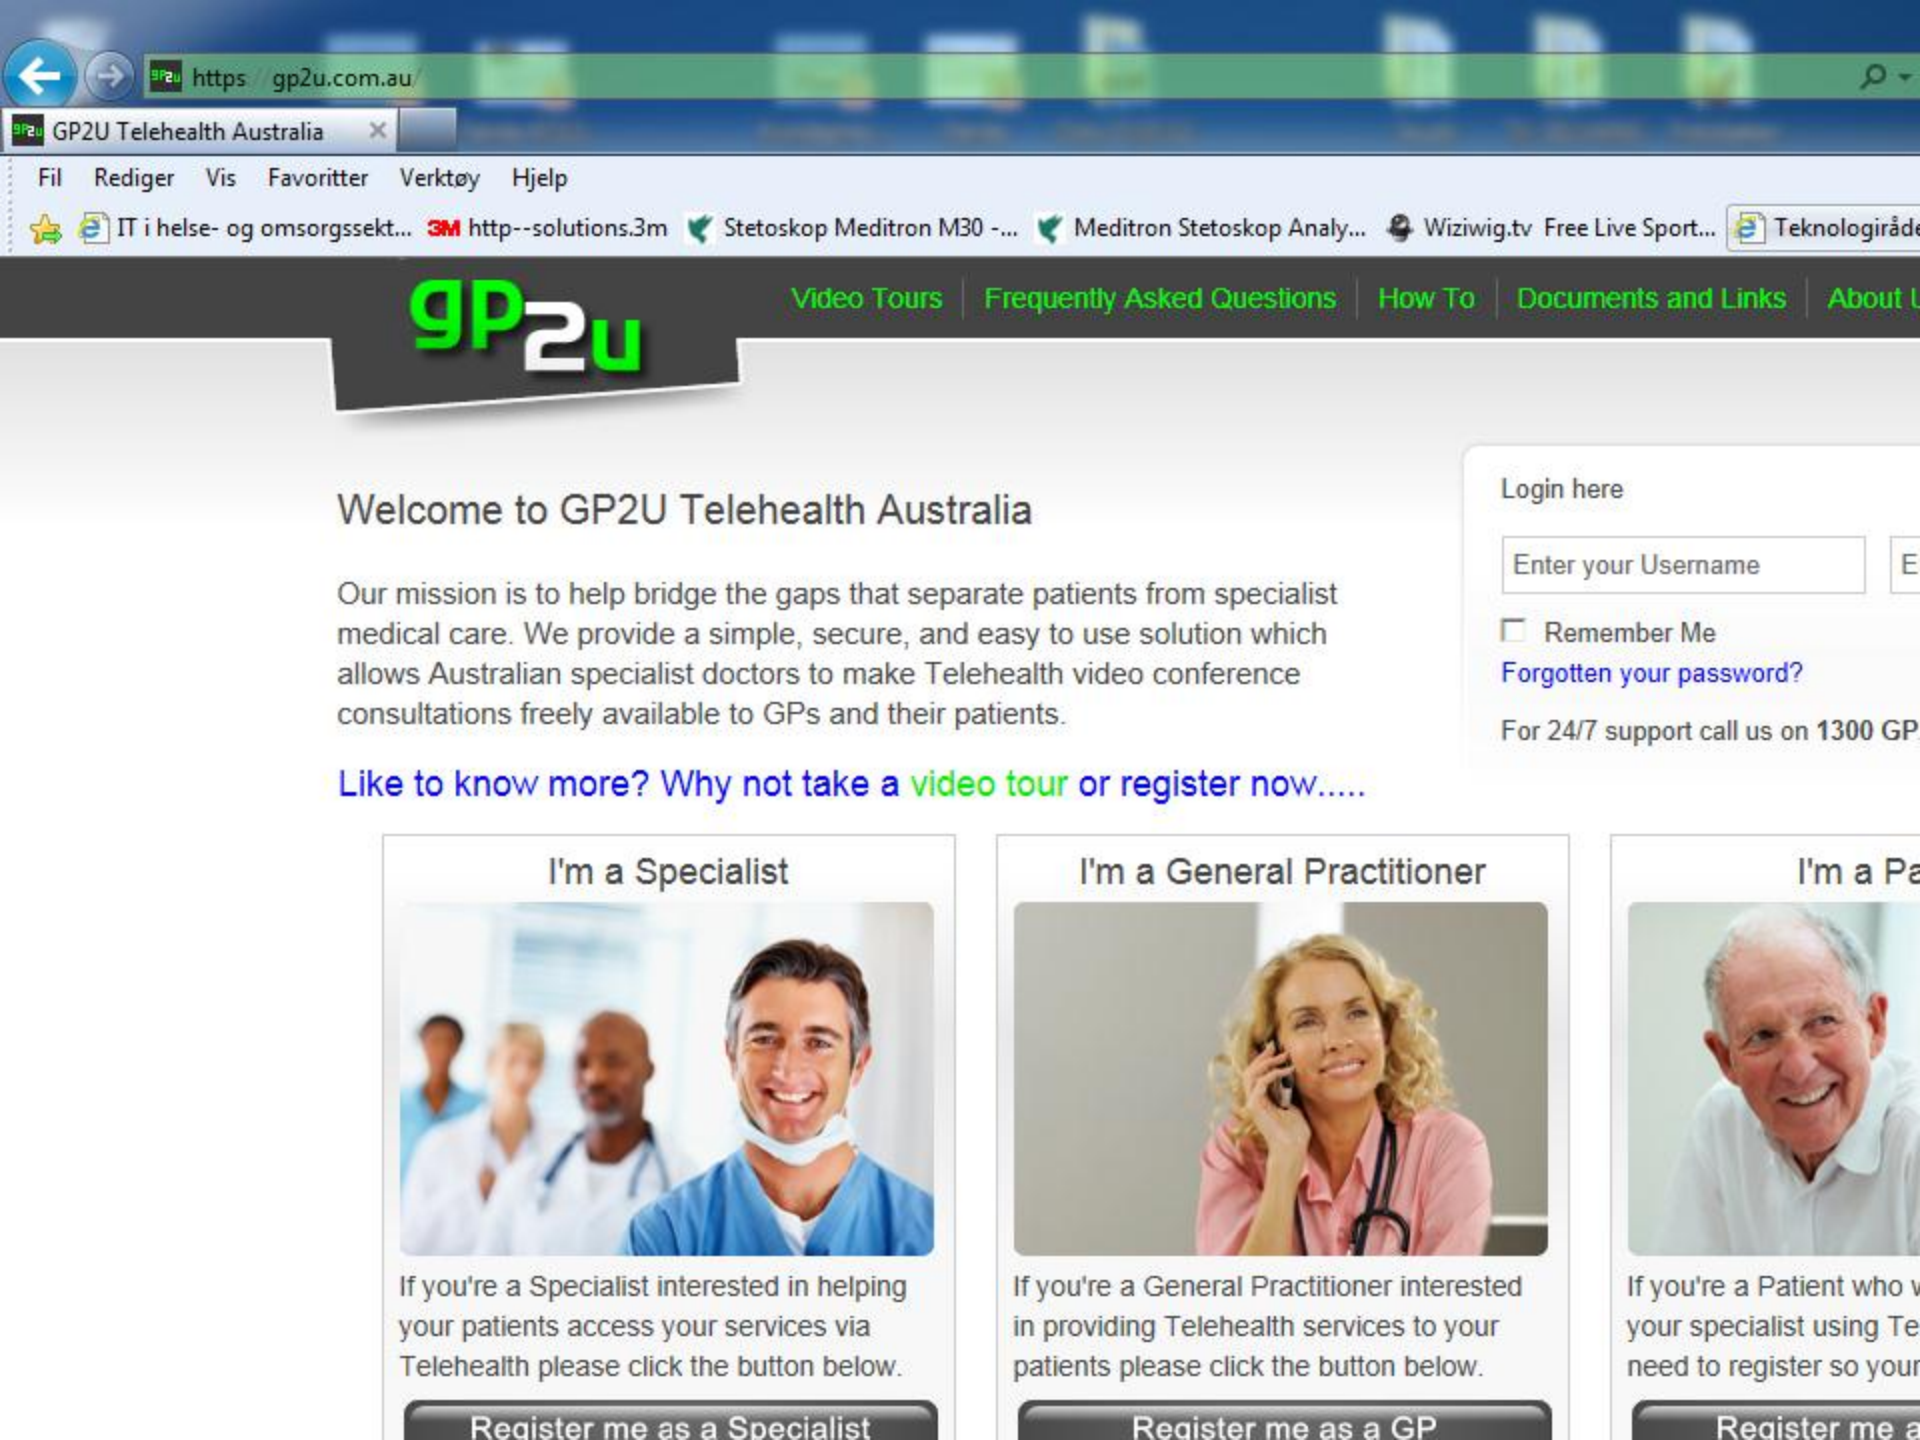 https://gp2u.com.au/
GP2U Telehealth Australia
Fil Rediger Vis Favoritter Verktøy Hjelp
IT i helse- og omsorgssekt... 3M http--solutions.3m Stetoskop Meditron M30 -... Meditron Stetoskop Analy... Wiziwig.tv Free Live Sport... Teknologiråde
gp2u
Video Tours Frequently Asked Questions How To Documents and Links About U
Welcome to GP2U Telehealth Australia
Our mission is to help bridge the gaps that separate patients from specialist
medical care. We provide a simple, secure, and easy to use solution which
allows Australian specialist doctors to make Telehealth video conference
consultations freely available to GPs and their patients.
Login here
Enter your Username E
Remember Me
Forgotten your password?
For 24/7 support call us on 1300 GP
Like to know more? Why not take a video tour or register now.....
I'm a Specialist
If you're a Specialist interested in helping
your patients access your services via
Telehealth please click the button below.
Register me as a Specialist
I'm a General Practitioner
If you're a General Practitioner interested
in providing Telehealth services to your
patients please click the button below.
Register me as a GP
I'm a Pa
If you're a Patient who w
your specialist using Te
need to register so your
Register me a